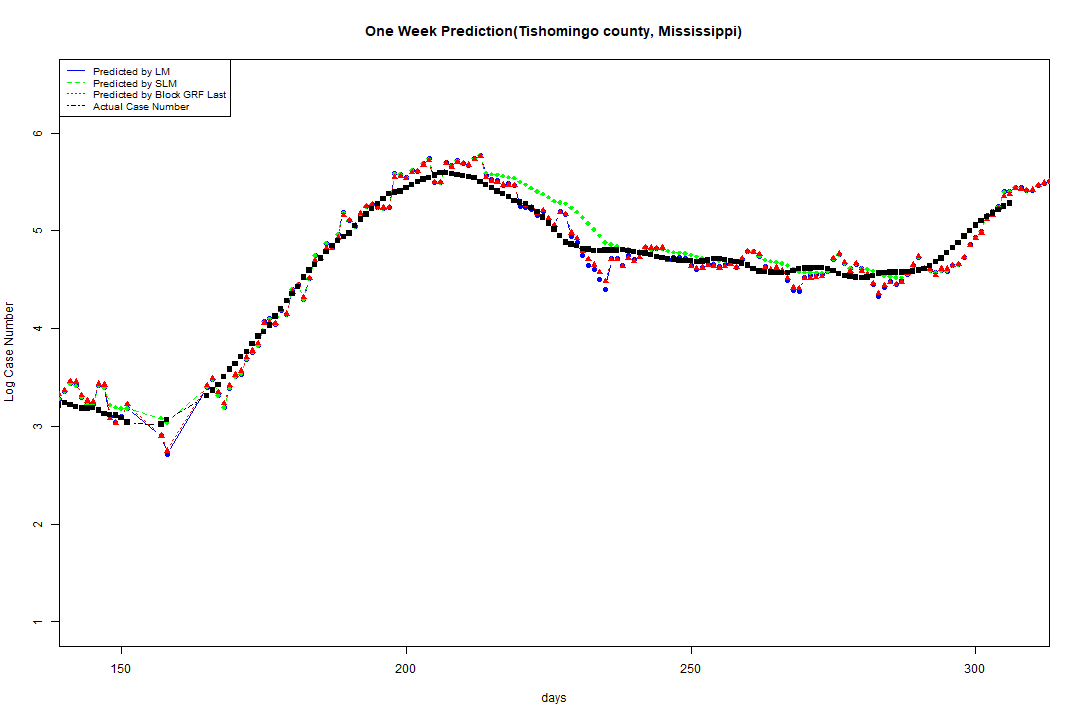 One Week Prediction(Tishomingo county, Mississippi)
Predicted by LM
Predicted by SLM
Predicted by Block GRF Last
Actual Case Number
6
5
4
3
2
1
Log Case Number
150 200 250 300
days